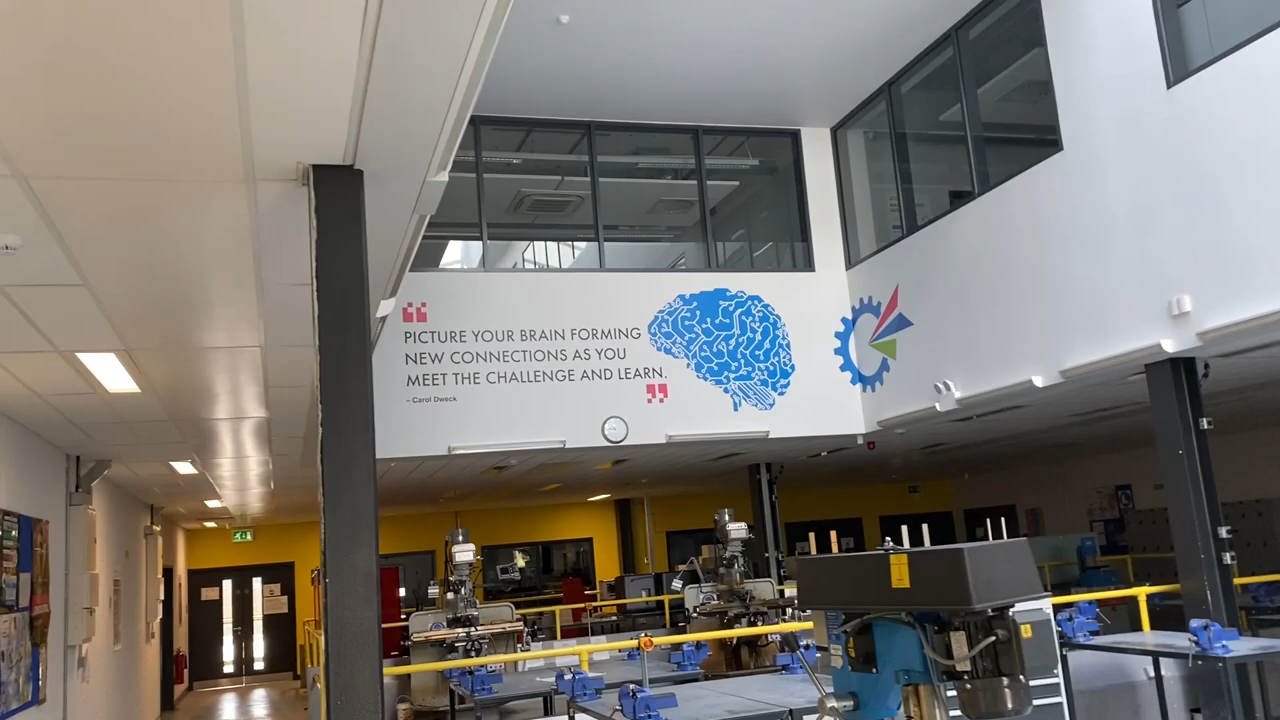 PICTURE YOUR BRAIN FORMING
NEW CONNECTIONS AS YOU
MEET THE CHALLENGE AND LEARN.
– Carol Dweck